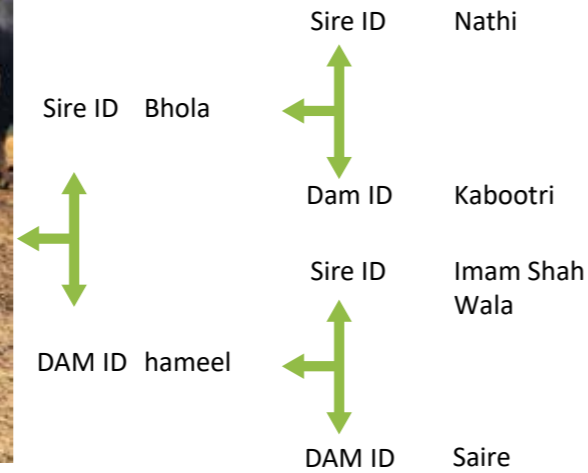 Sire ID Nathi
Sire ID Bhola
Dam ID Kabootri
Sire ID Imam Shah
Wala
DAM ID hameel
DAM ID Saire